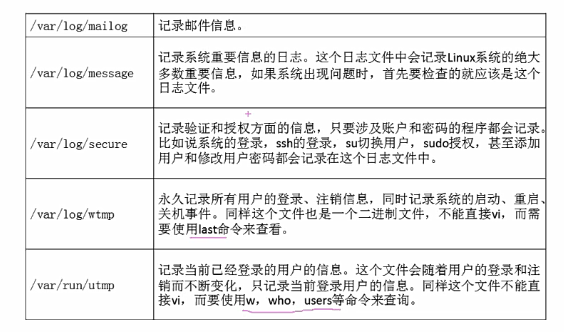 /var/log/mailog
记录邮件信息。
/var/log/message
记录系统重要信息的日志。这个日志文件中会记录Linux系统的绝大
多数重要信息，如果系统出现问题时，首先要检查的就应该是这个
日志文件。
/var/log/secure
记录验证和授权方面的信息，只要涉及账户和密码的程序都会记录。
比如说系统的登录，ssh的登录，su切换用户，sudo授权，甚至添加
用户和修改用户密码都会记录在这个日志文件中。
/var/log/wtmp
永久记录所有用户的登录、注销信息，同时记录系统的启动、重启、
关机事件。同样这个文件也是一个二进制文件，不能直接vi，而需
要使用last命令来查看。
/var/run/utmp
记录当前已经登录的用户的信息。这个文件会随着用户的登录和注
销而不断变化，只记录当前登录用户的信息。同样这个文件不能直
接vi，而要使用w，who，users等命令来查询。